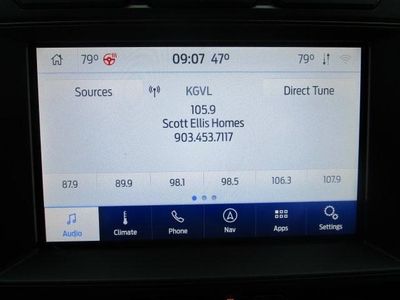 79° 09:07 47° 79°
Sources KGVL Direct Tune
105.9
Scott Ellis Homes
903.453.7117
87.9 89.9 98.1 98.5 106.3 107.9
Audio Climate Phone Nav Apps Settings